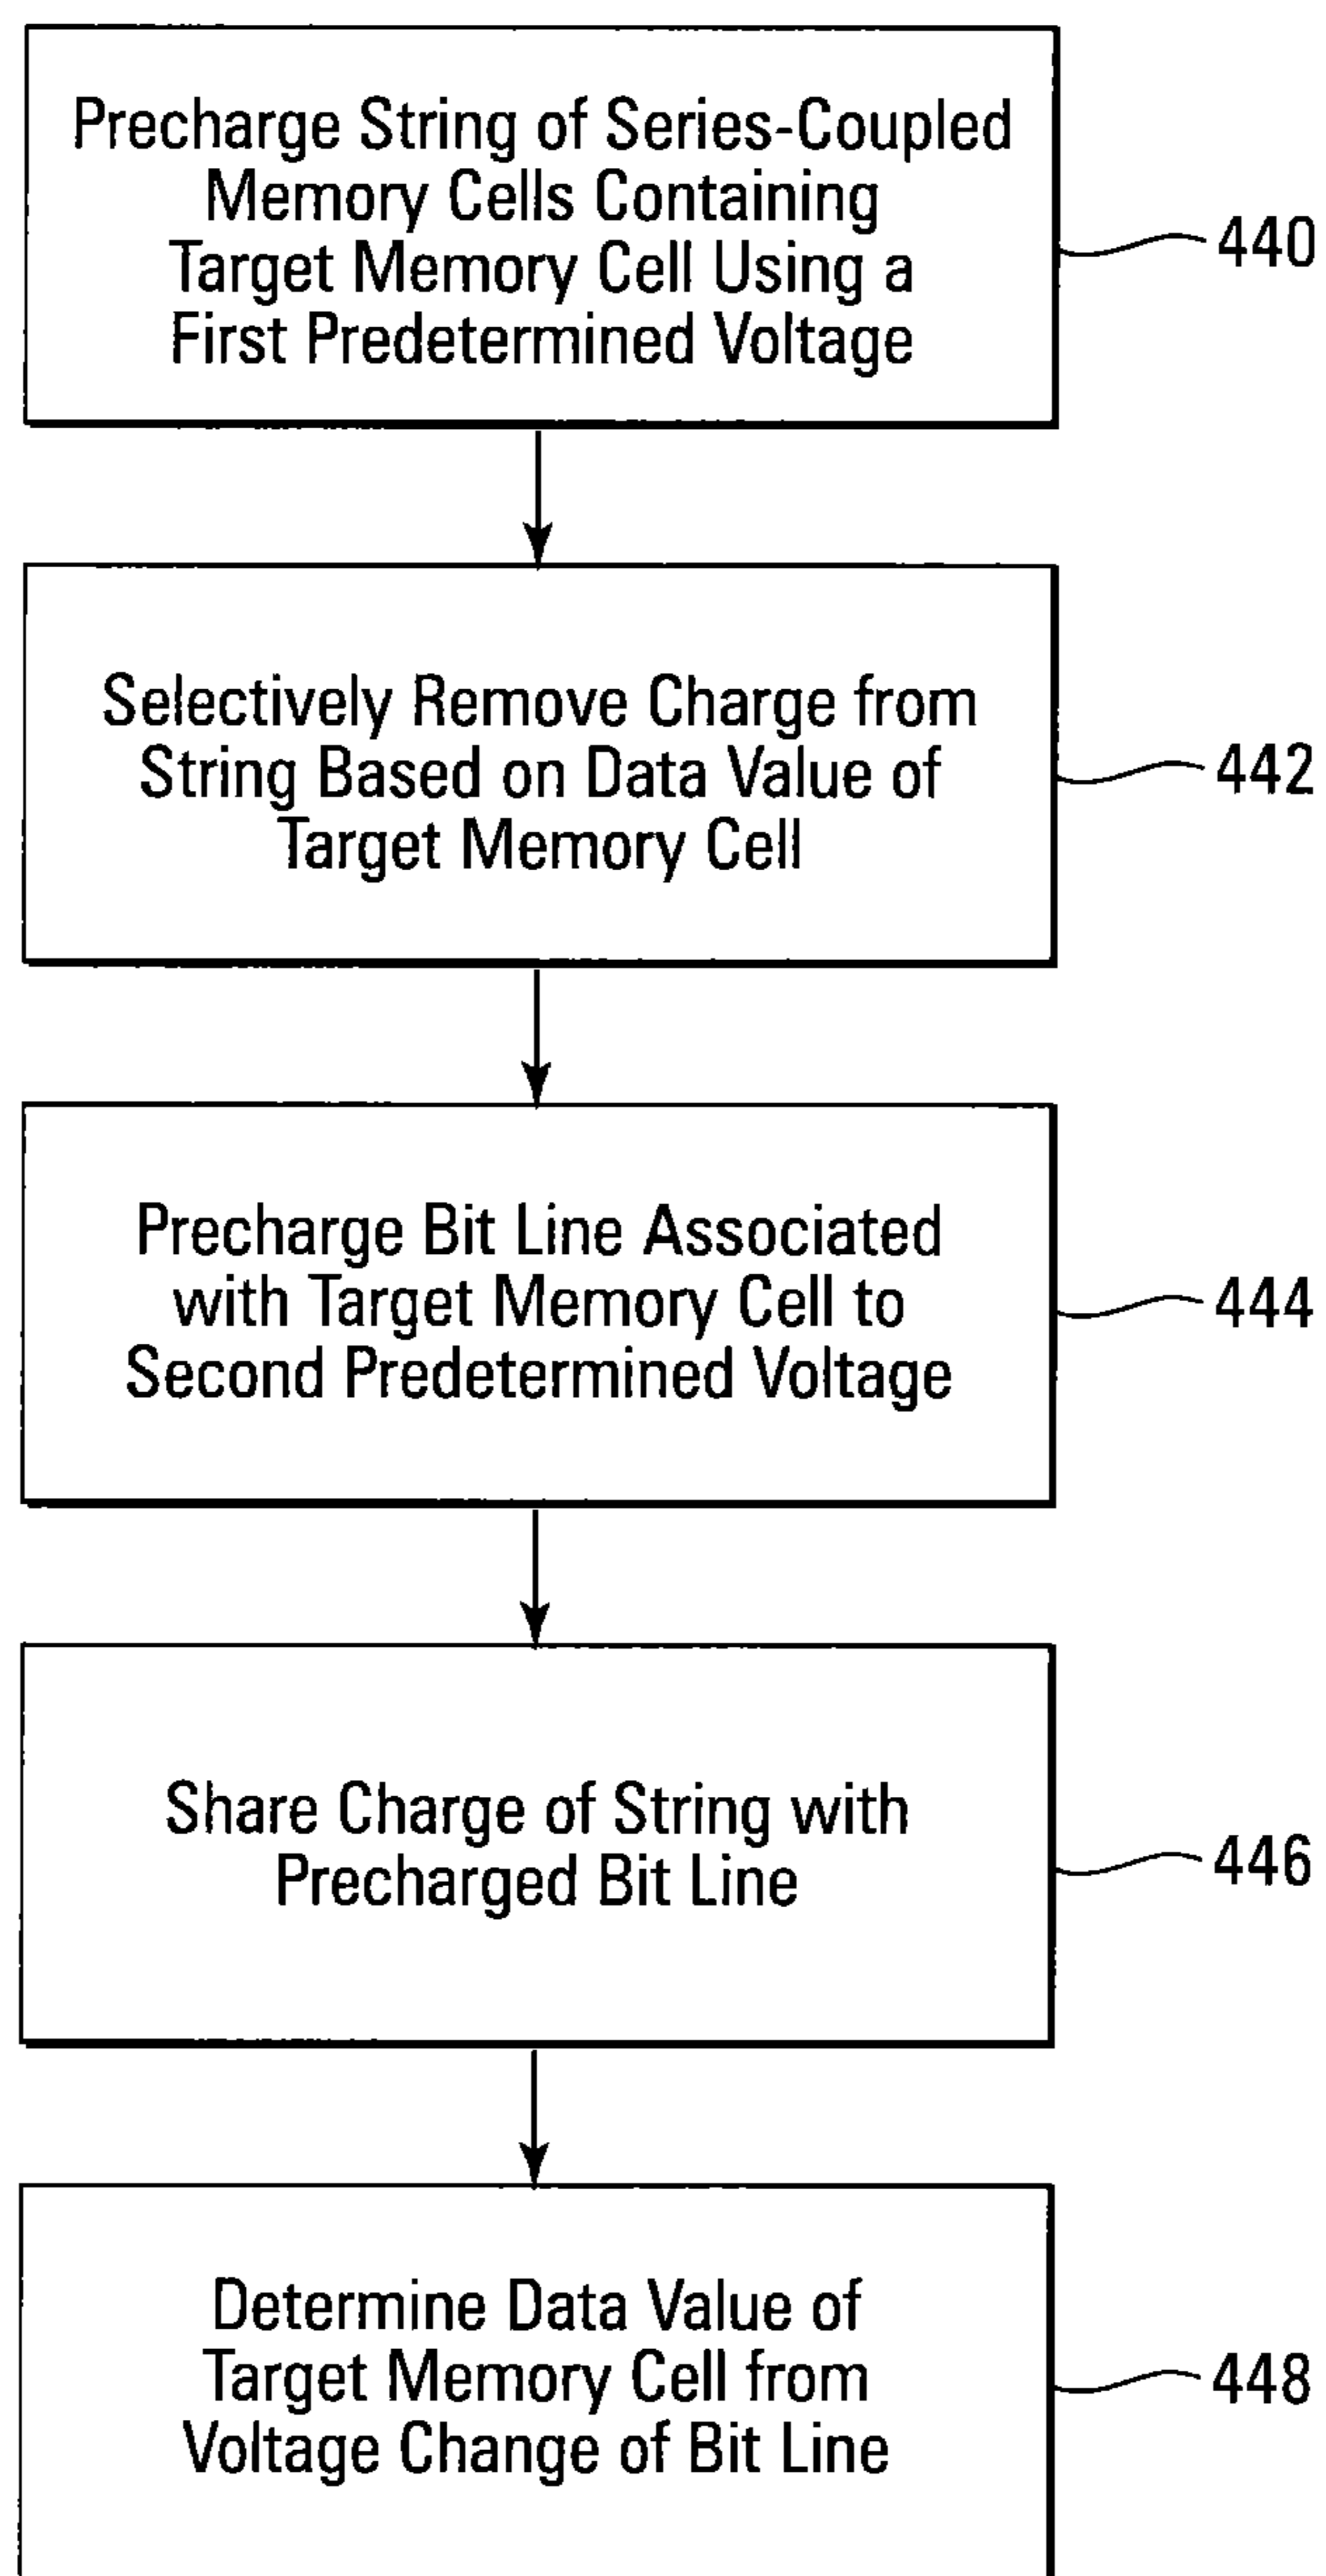 Precharge String of Series-Coupled
Memory Cells Containing
Target Memory Cell Using a
First Predetermined Voltage
440
Selectively Remove Charge from
String Based on Data Value of
Target Memory Cell
442
Precharge Bit Line Associated
with Target Memory Cell to
Second Predetermined Voltage
444
Share Charge of String with
Precharged Bit Line
446
Determine Data Value of
Target Memory Cell from
Voltage Change of Bit Line
448